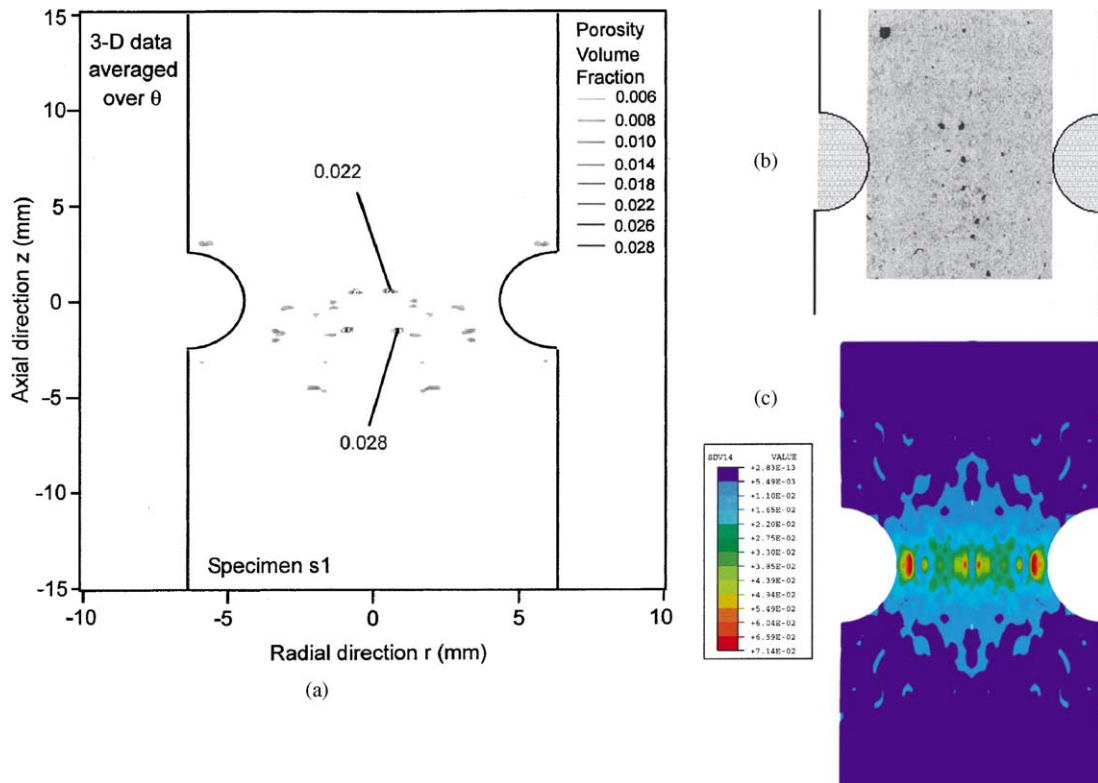 3-D data
averaged
over θ
Porosity
Volume
Fraction
0.006
0.008
0.010
0.014
0.018
0.022
0.026
0.028
0.022
0.028
Specimen s1
15
10
5
0
-5
-10
-15
Axial direction z (mm)
-10
-5
0
5
10
Radial direction r (mm)
(a)
(b)
(c)
SDV14 VALUE
+2.83E-13
+5.49E-03
+1.10E-02
+1.65E-02
+2.20E-02
+2.75E-02
+3.30E-02
+3.85E-02
+4.39E-02
+4.94E-02
+5.49E-02
+6.04E-02
+6.59E-02
+7.14E-02